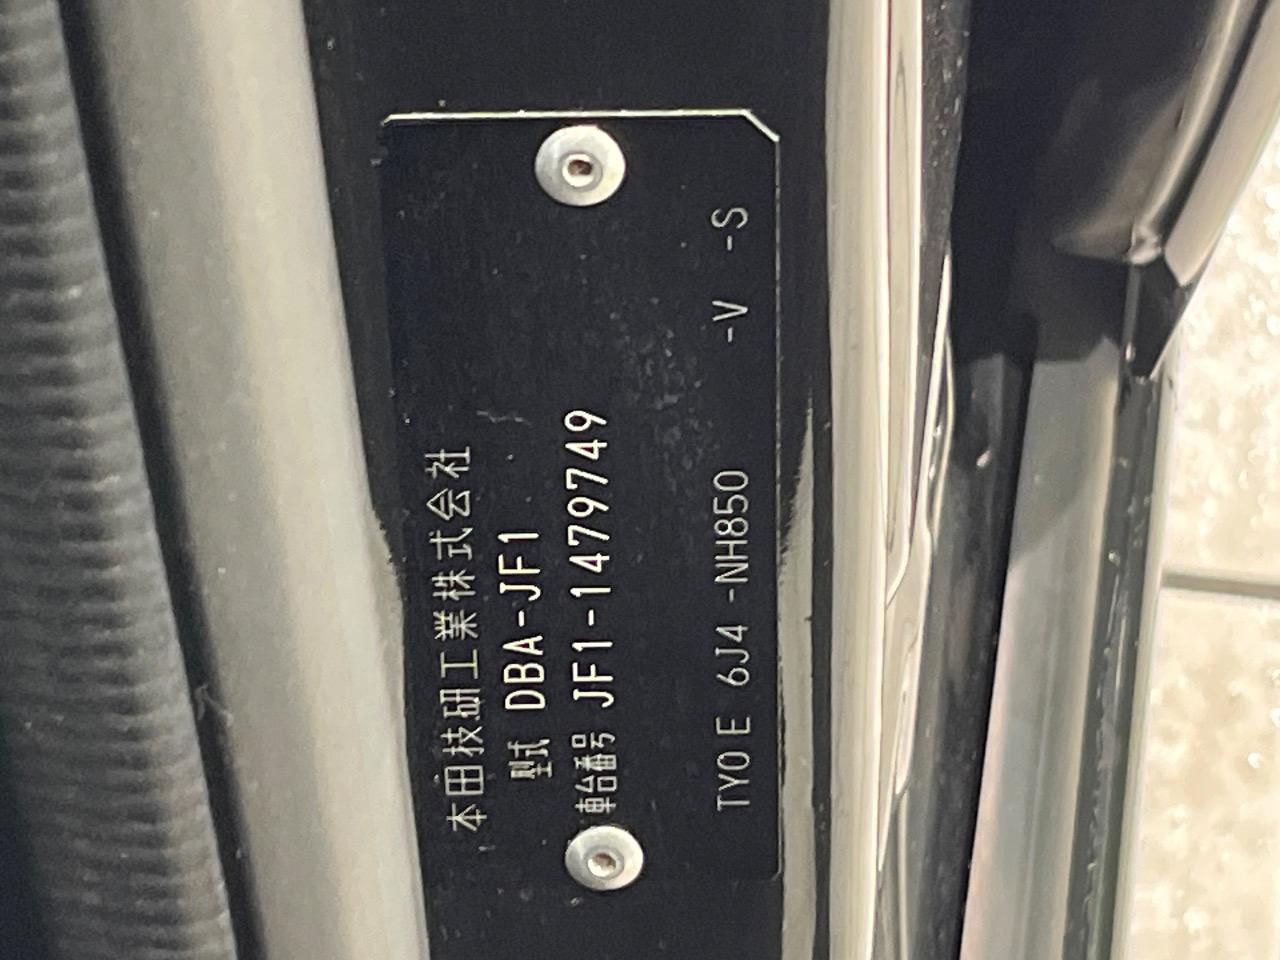 本田技研工業株式会社
型式 DBA-JF1
車台番号 JF1-1479749
TY0 E 6J4 -NH850 -V -S